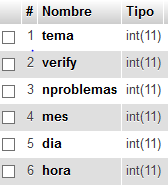 # Nombre Tipo
1 tema int(11)
2 verify int(11)
3 nproblemas int(11)
4 mes int(11)
5 dia int(11)
6 hora int(11)